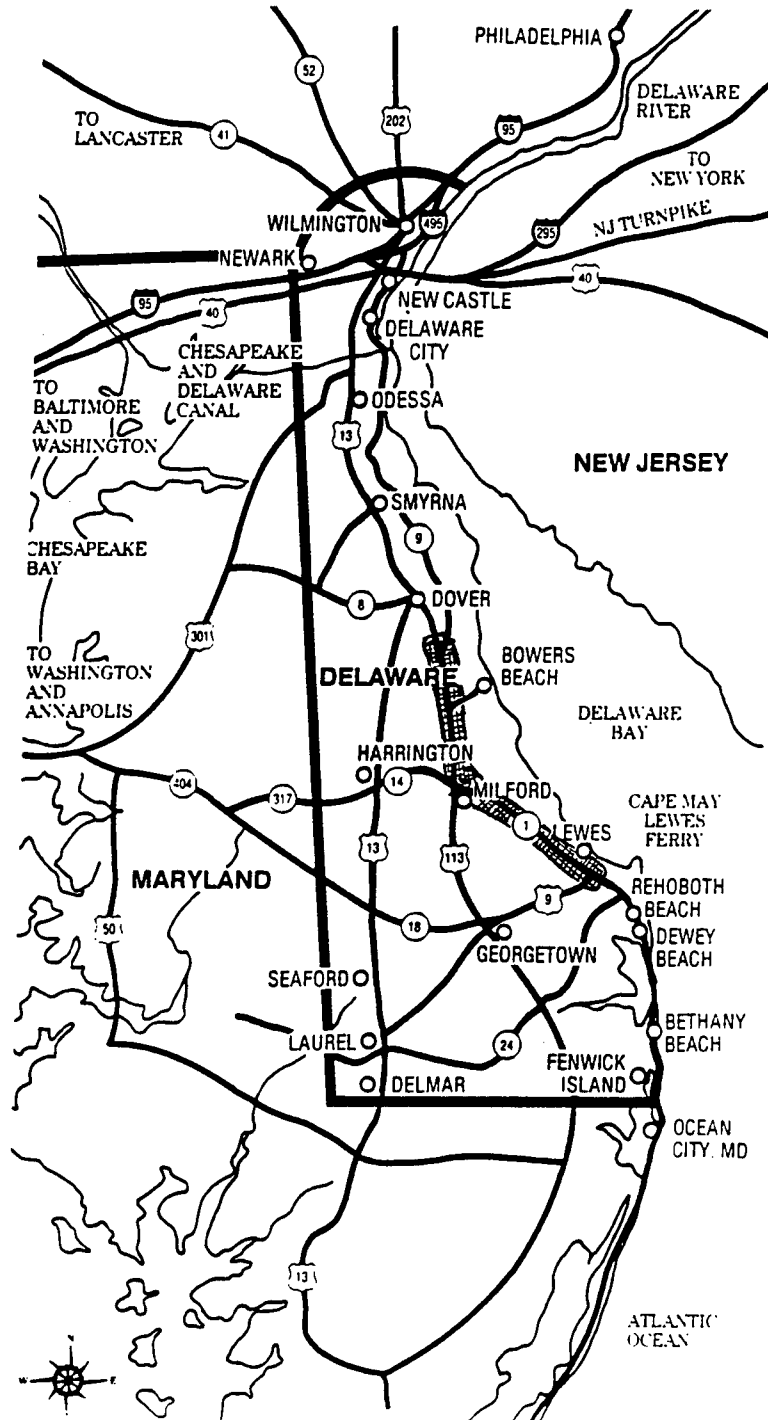 PHILADELPHIA
52
DELAWARE
RIVER
TO
LANCASTER
41
202
95
TO
NEW YORK
WILMINGTON
495
NJ TURNPIKE
295
NEWARK
95
40
NEW CASTLE
40
DELAWARE
CITY
CHESAPEAKE
AND
DELAWARE
CANAL
TO
BALTIMORE
AND
WASHINGTON
ODESSA
13
NEW JERSEY
SMYRNA
9
CHESAPEAKE
BAY
DOVER
8
301
TO
WASHINGTON
AND
ANNAPOLIS
BOWERS
BEACH
DELAWARE
DELAWARE
BAY
HARRINGTON
404
317
14
MILFORD
CAPE MAY
LEWES
FERRY
1
LEWES
13
113
MARYLAND
REHOBOTH
BEACH
9
50
18
DEWEY
BEACH
GEORGETOWN
SEAFORD
BETHANY
BEACH
LAUREL
24
FENWICK
ISLAND
DELMAR
OCEAN
CITY, MD
13
ATLANTIC
OCEAN
N
W
E